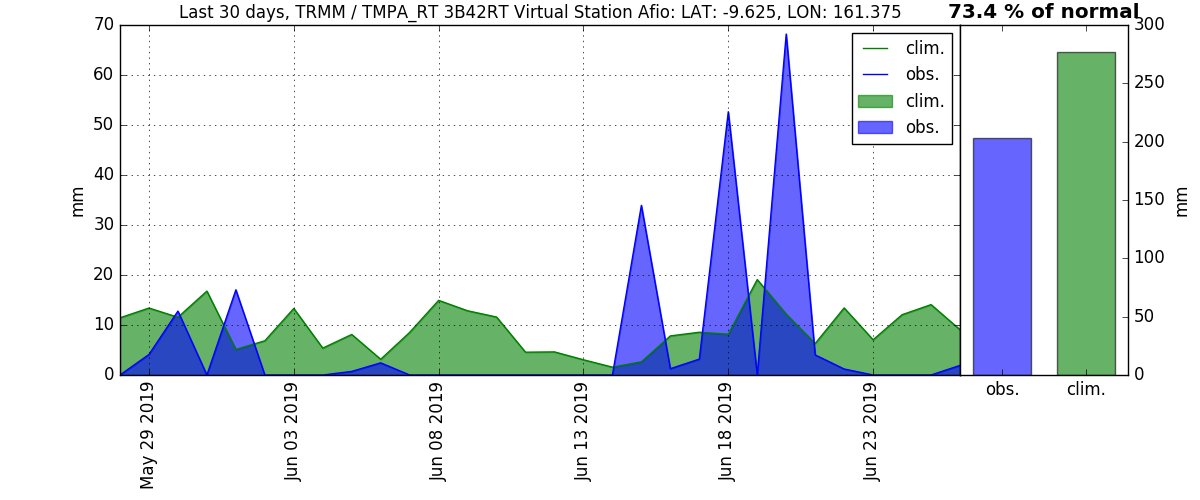 Last 30 days, TRMM / TMPA_RT 3B42RT Virtual Station Afio: LAT: -9.625, LON: 161.375
73.4 % of normal
70
60
50
40
30
20
10
0
mm
May 29 2019
Jun 03 2019
Jun 08 2019
Jun 13 2019
Jun 18 2019
Jun 23 2019
clim.
obs.
clim.
obs.
300
250
200
150
100
50
0
mm
obs.
clim.